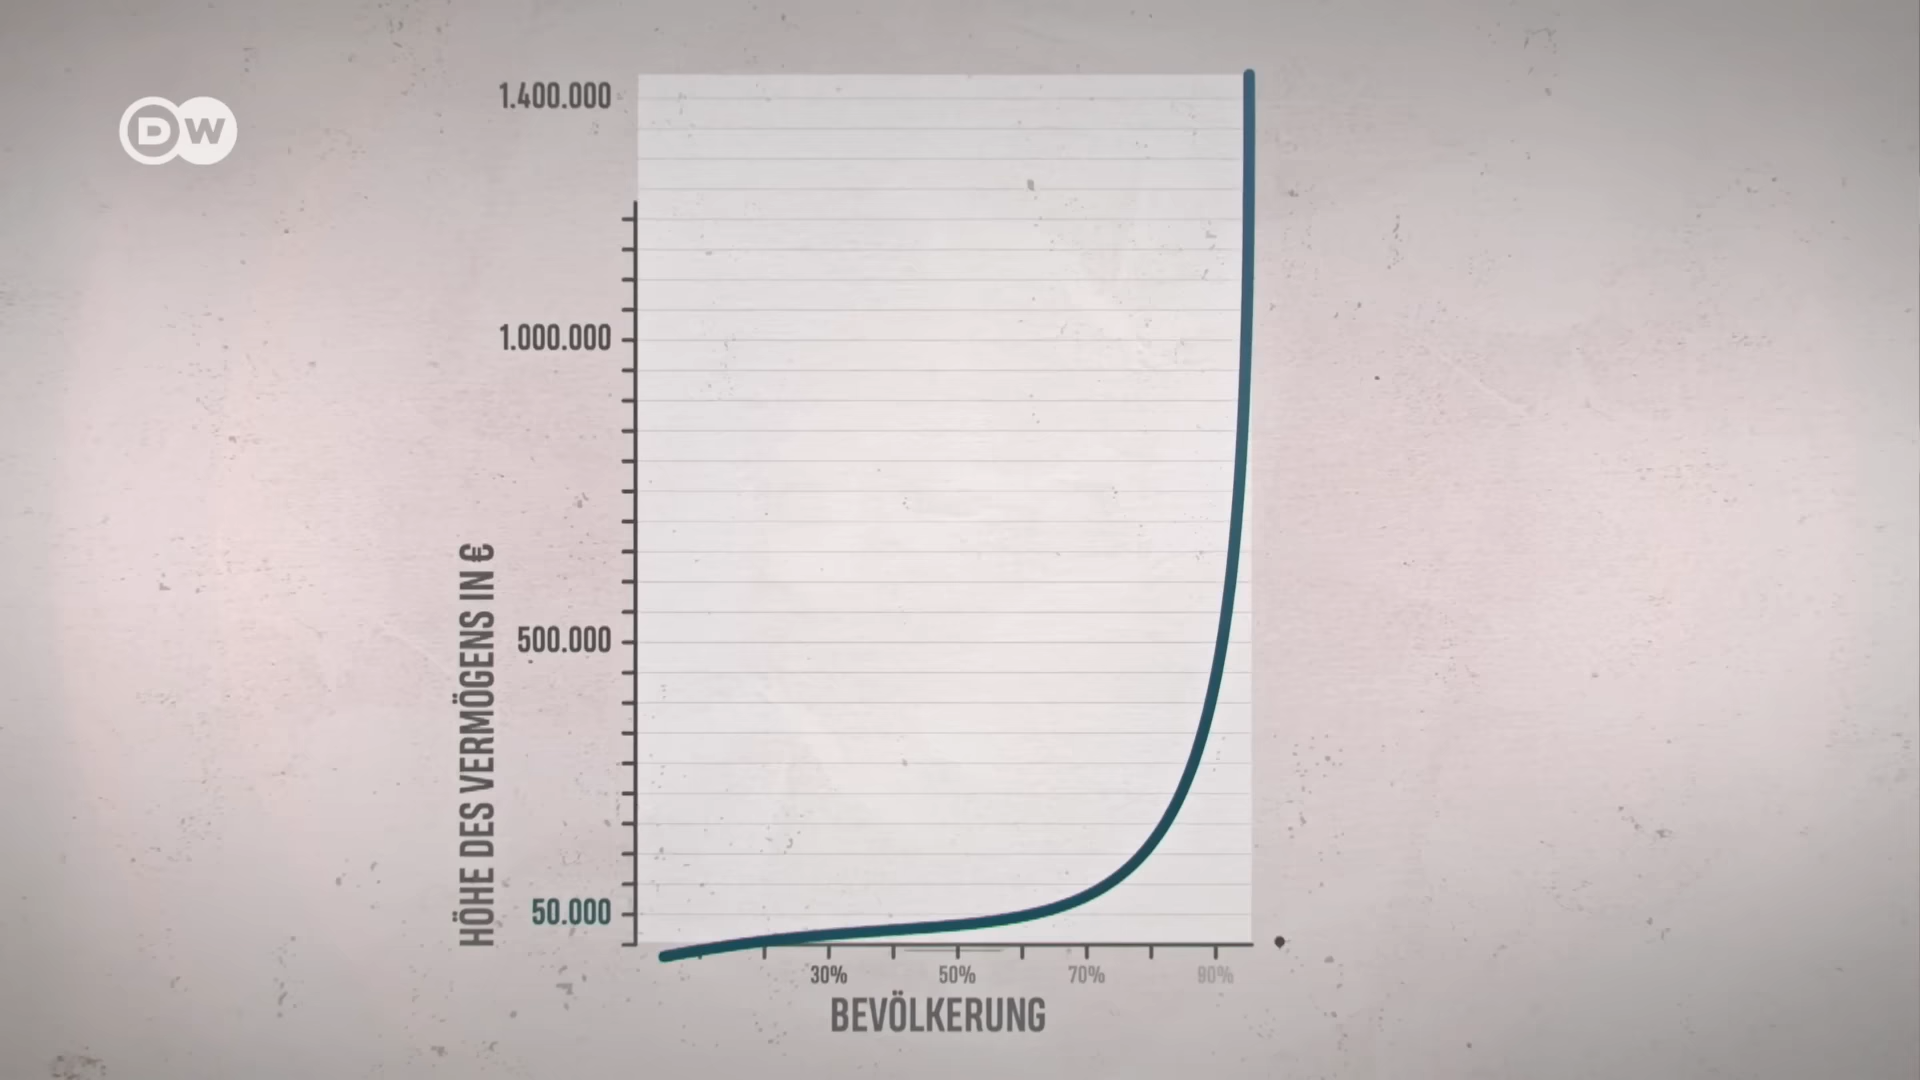 DW
1.400.000
1.000.000
500.000
50.000
HÖHE DES VERMÖGENS IN €
30% 50% 70% 90%
BEVÖLKERUNG